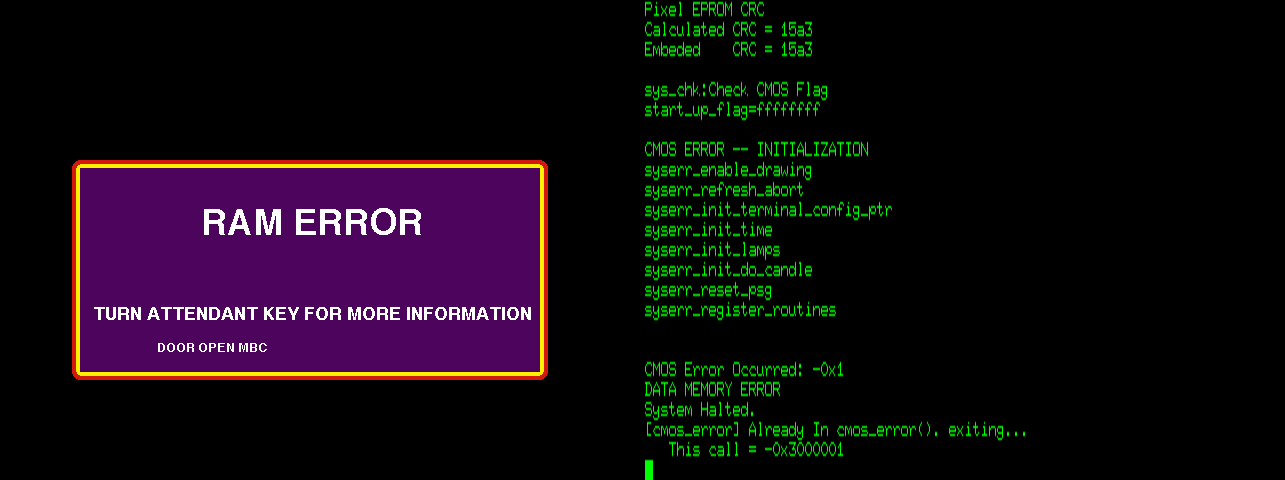 RAM ERROR
TURN ATTENDANT KEY FOR MORE INFORMATION
DOOR OPEN MBC
Pixel EPROM CRC
Calculated CRC = 15a3
Embeded    CRC = 15a3
sys_chk:Check CMOS Flag
start_up_flag=ffffffff
CMOS ERROR -- INITIALIZATION
syserr_enable_drawing
syserr_refresh_abort
syserr_init_terminal_config_ptr
syserr_init_time
syserr_init_lamps
syserr_init_do_candle
syserr_reset_psg
syserr_register_routines
CMOS Error Occurred: -0x1
DATA MEMORY ERROR
System Halted.
[cmos_error] Already In cmos_error(). exiting...
   This call = -0x3000001